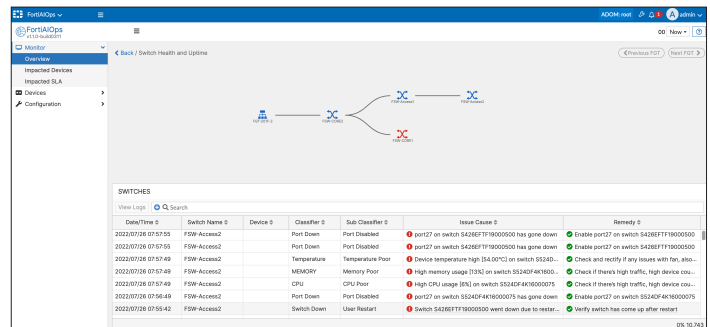 FortiAIOps
ADOM: root
1
A
admin
FortiAIOps
v1.1.0-build0011
Now
Monitor
Overview
Impacted Devices
Impacted SLA
Devices
Configuration
Back / Switch Health and Uptime
Previous FGT
Next FGT
FSW-Access1
FSW-Access2
FGT-201F-2
FSW-CORE2
FSW-CORE1
SWITCHES
View Logs
Search
Date/Time Switch Name Device Classifier Sub Classifier Issue Cause Remedy
2022/07/26 07:57:55 FSW-Access2 Port Down Port Disabled port27 on switch S426EFTF19000500 has gone down Enable port27 on switch S426EFTF19000500
2022/07/26 07:57:55 FSW-Access2 Port Down Port Disabled port27 on switch S426EFTF19000500 has gone down Enable port27 on switch S426EFTF19000500
2022/07/26 07:57:49 FSW-Access2 Temperature Temperature Poor Device temperature high [54.00°C] on switch S524D... Check and rectify if any issues with fan, also...
2022/07/26 07:57:49 FSW-Access2 MEMORY Memory Poor High memory usage [13%] on switch S524DF4K1600... Check if there's high traffic, high device cou...
2022/07/26 07:57:49 FSW-Access2 CPU CPU Poor High CPU usage [6%] on switch S524DF4K16000075 Check if there's high traffic, high device cou...
2022/07/26 07:56:49 FSW-Access2 Port Down Port Disabled port27 on switch S524DF4K16000075 has gone down Enable port27 on switch S524DF4K16000075
2022/07/26 07:55:42 FSW-Access2 Switch Down User Restart Switch S426EFTF19000500 went down due to restar... Verify switch has come up after restart
0% 10,743